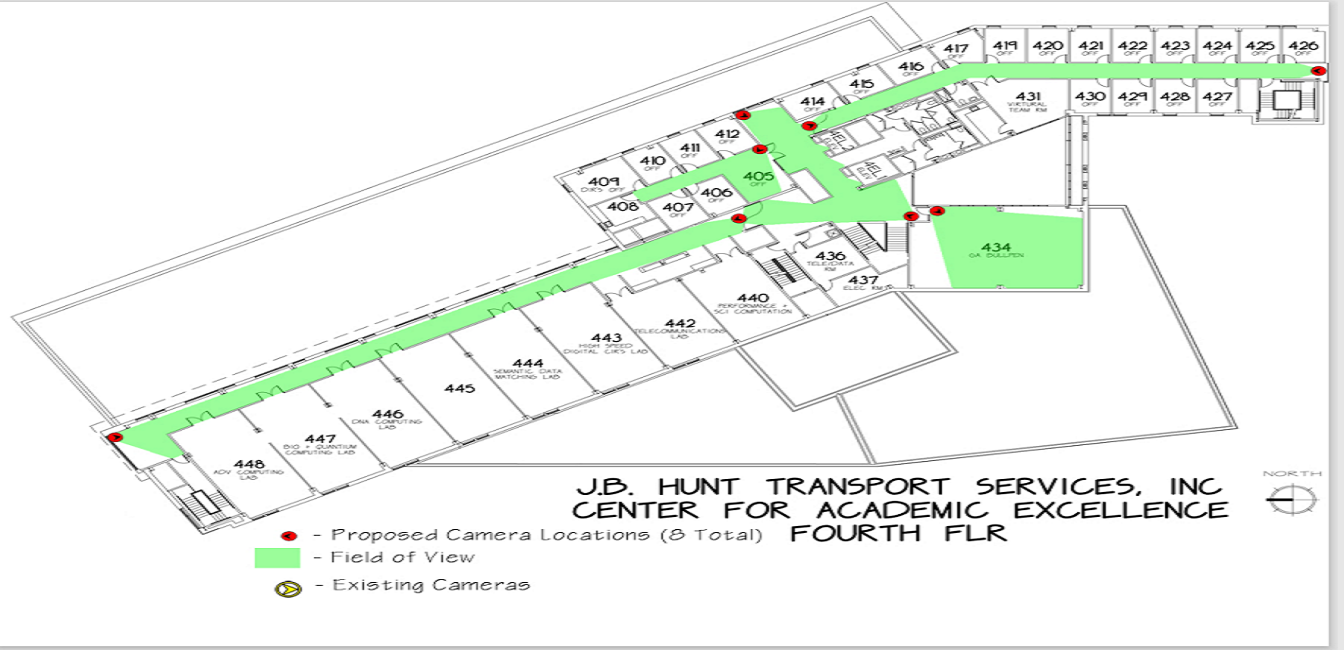 417
OFF
419
OFF
420
OFF
421
OFF
422
OFF
423
OFF
424
OFF
425
OFF
426
OFF
416
OFF
415
OFF
414
OFF
431
VIRTURAL
TEAM RM
430
OFF
429
OFF
428
OFF
427
OFF
412
OFF
411
OFF
410
OFF
409
DIR'S OFF
408
407
OFF
406
OFF
405
OFF
434
GA BULLPEN
436
TELE/DATA
RM
437
ELEC RM
440
PERFORMANCE +
SCI COMPUTATION
442
TELECOMMUNICATIONS
LAB
443
HIGH SPEED
DIGITAL CIR'S LAB
444
SEMANTIC DATA
MATCHING LAB
445
446
DNA COMPUTING
LAB
447
BIO + QUANTIUM
COMPUTING LAB
448
ADV COMPUTING
LAB
J.B. HUNT TRANSPORT SERVICES, INC
CENTER FOR ACADEMIC EXCELLENCE
FOURTH FLR
NORTH
- Proposed Camera Locations (8 Total)
- Field of View
- Existing Cameras